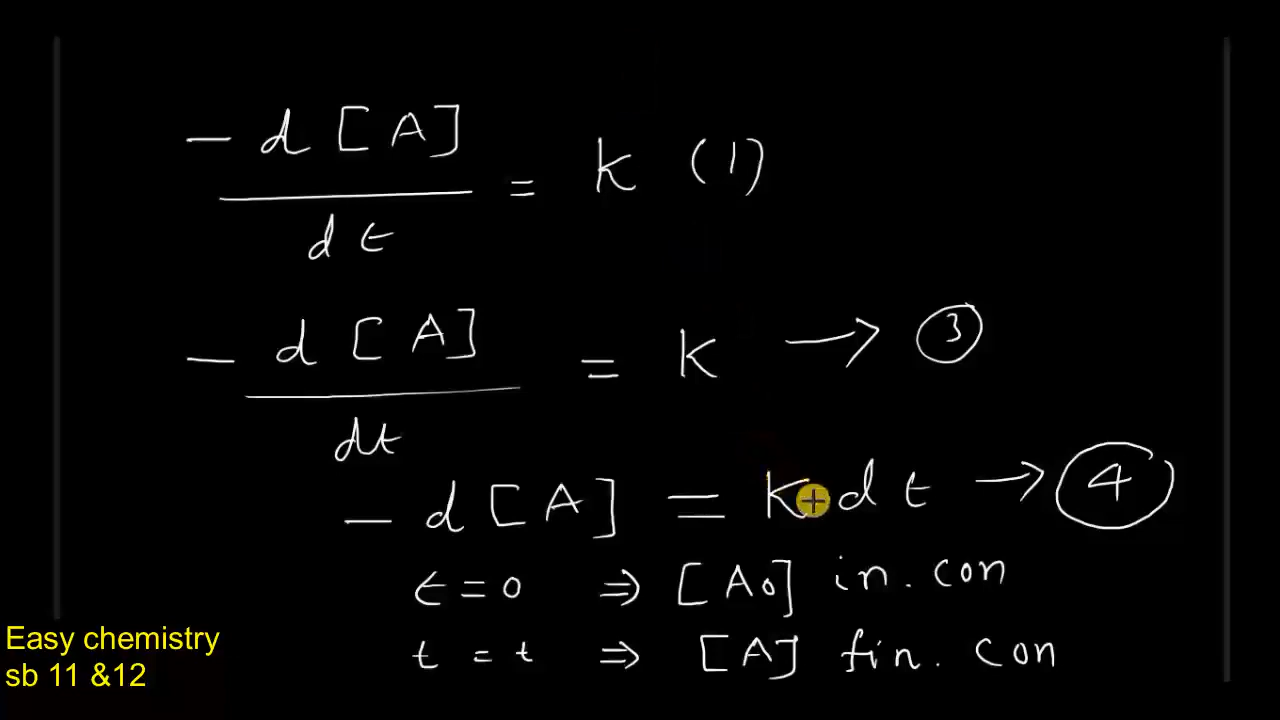 - d [A]
= k (1)
dt
- d [A]
= k → ③
dt
- d [A] = k dt → ④
t = 0 ⇒ [A0] in. con
t = t ⇒ [A] fin. con
Easy chemistry
sb 11 &12